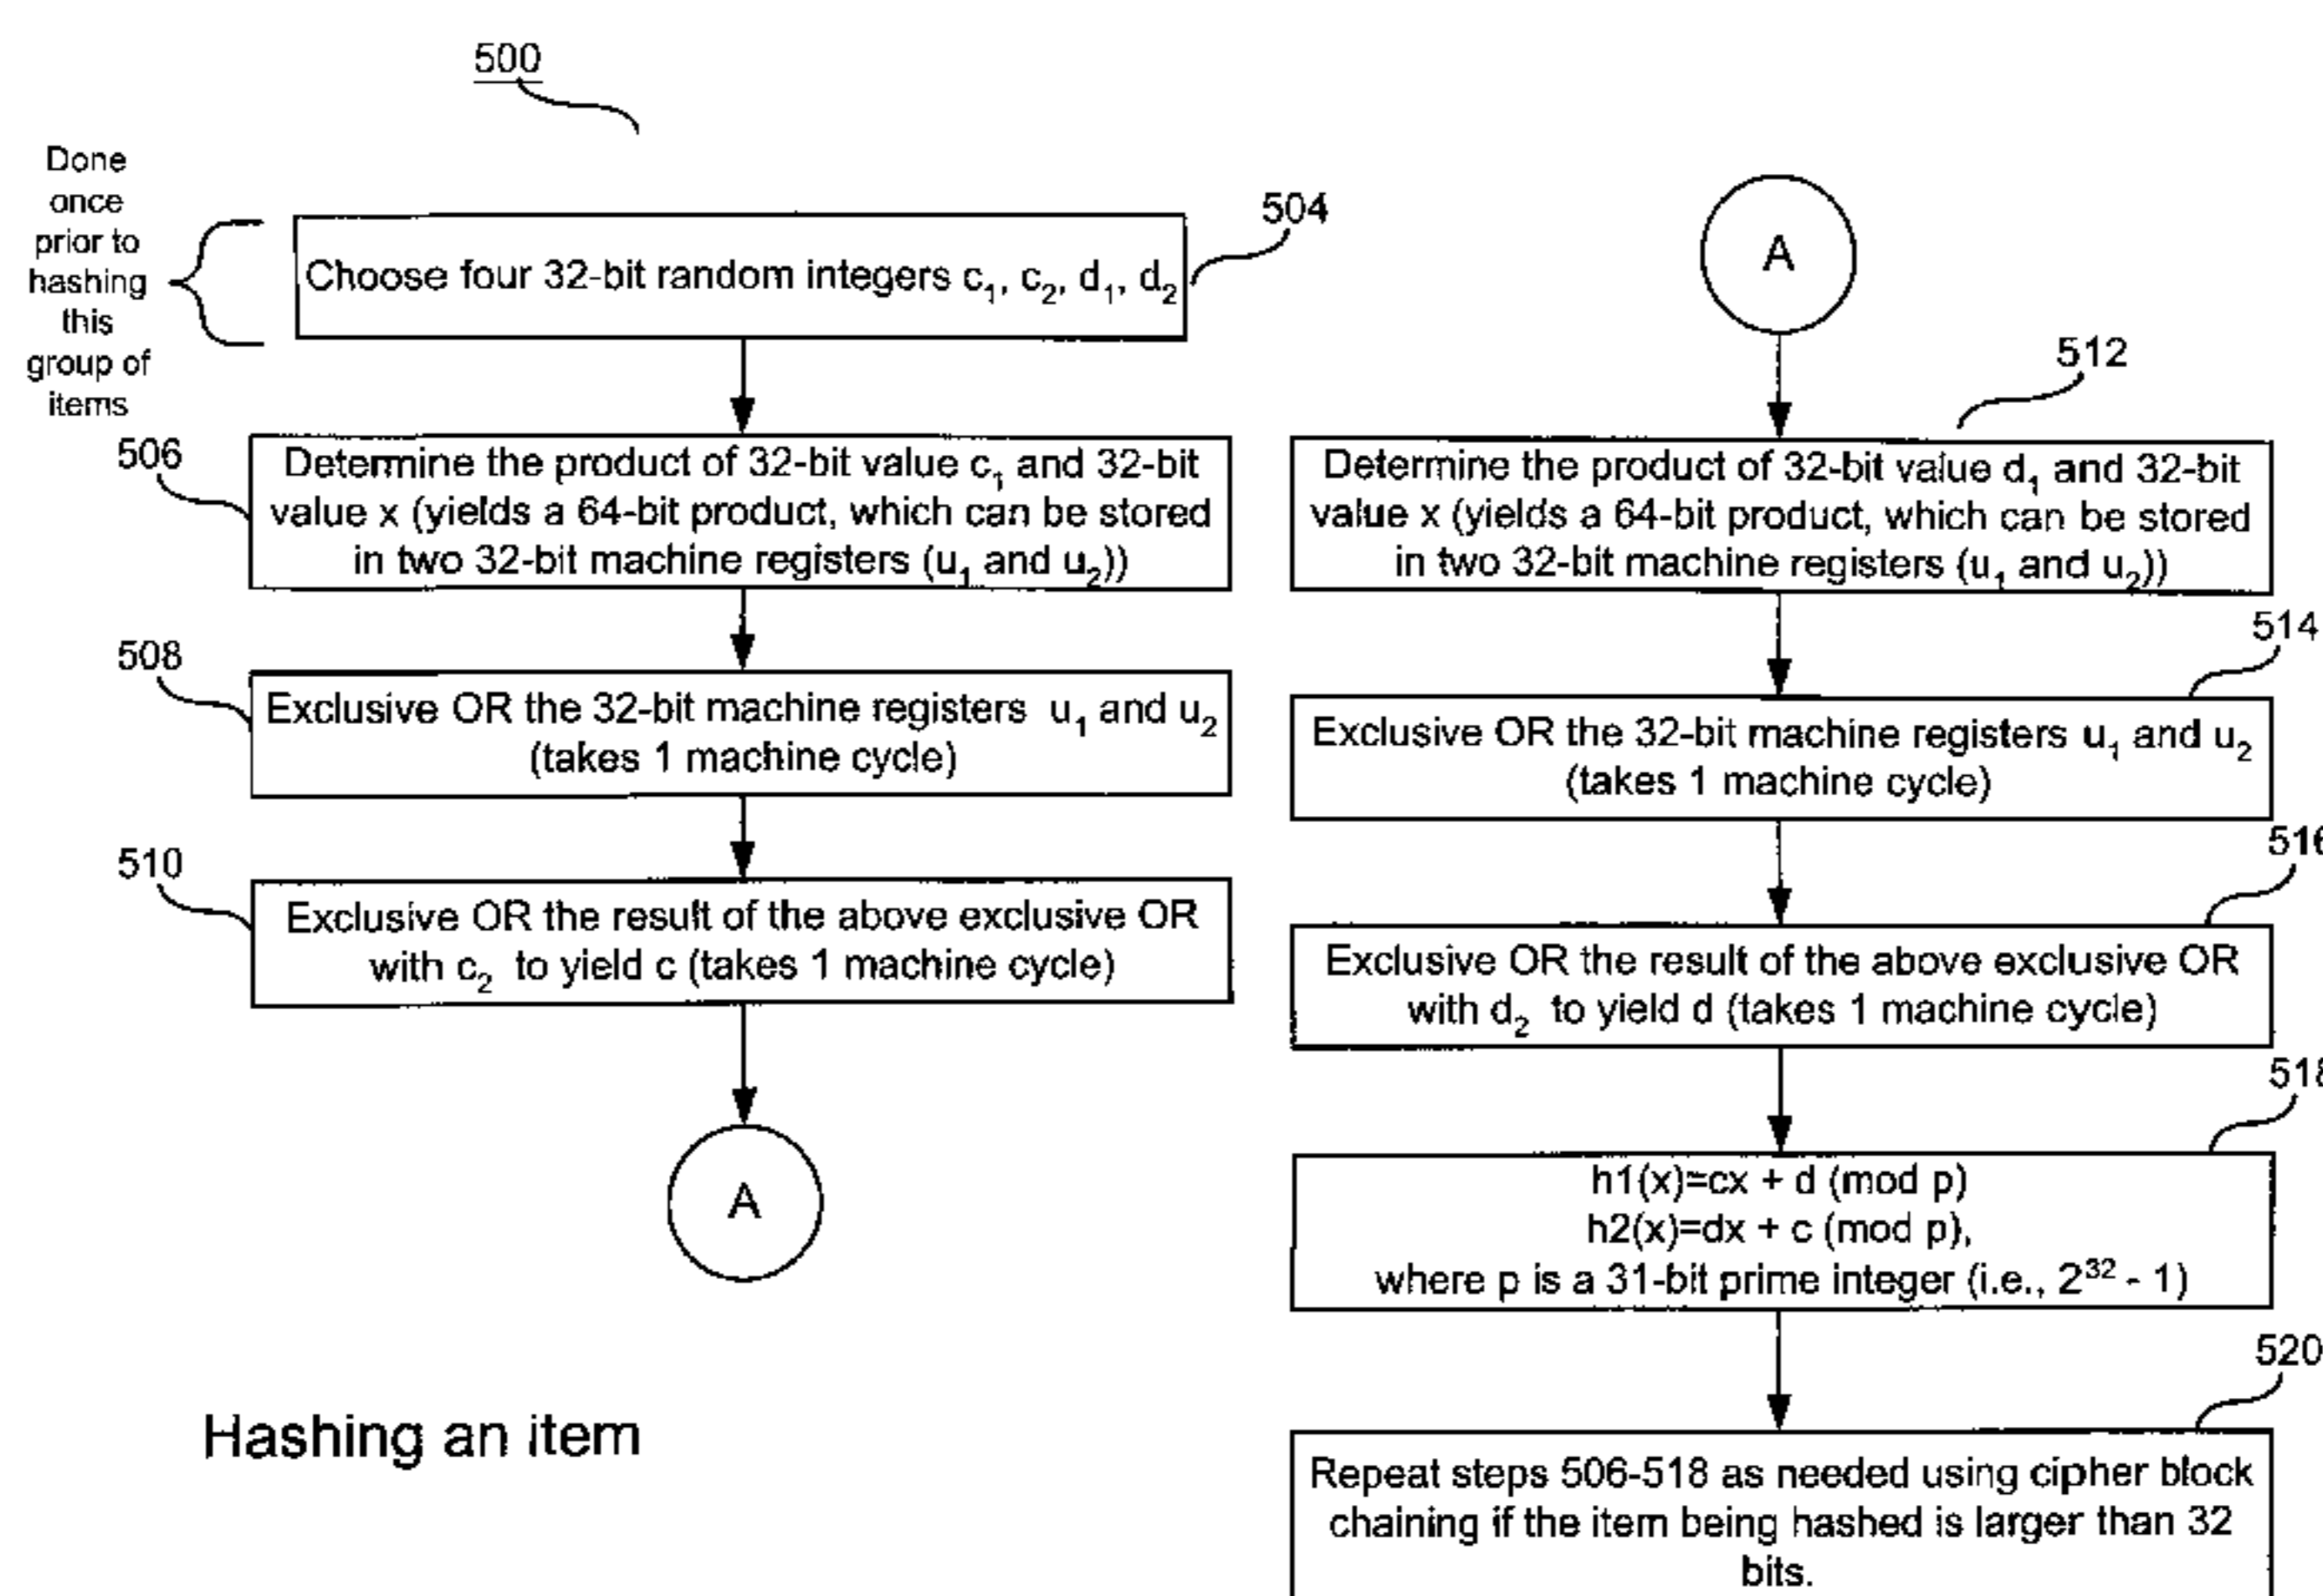 500
Done
once
prior to
hashing
this
group of
items
504
Choose four 32-bit random integers c₁, c₂, d₁, d₂
506
Determine the product of 32-bit value c₁ and 32-bit
value x (yields a 64-bit product, which can be stored
in two 32-bit machine registers (u₁ and u₂))
508
Exclusive OR the 32-bit machine registers u₁ and u₂
(takes 1 machine cycle)
510
Exclusive OR the result of the above exclusive OR
with c₂ to yield c (takes 1 machine cycle)
A
Hashing an item
A
512
Determine the product of 32-bit value d₁ and 32-bit
value x (yields a 64-bit product, which can be stored
in two 32-bit machine registers (u₁ and u₂))
514
Exclusive OR the 32-bit machine registers u₁ and u₂
(takes 1 machine cycle)
516
Exclusive OR the result of the above exclusive OR
with d₂ to yield d (takes 1 machine cycle)
518
h1(x)=cx + d (mod p)
h2(x)=dx + c (mod p),
where p is a 31-bit prime integer (i.e., 2³² - 1)
520
Repeat steps 506-518 as needed using cipher block
chaining if the item being hashed is larger than 32
bits.